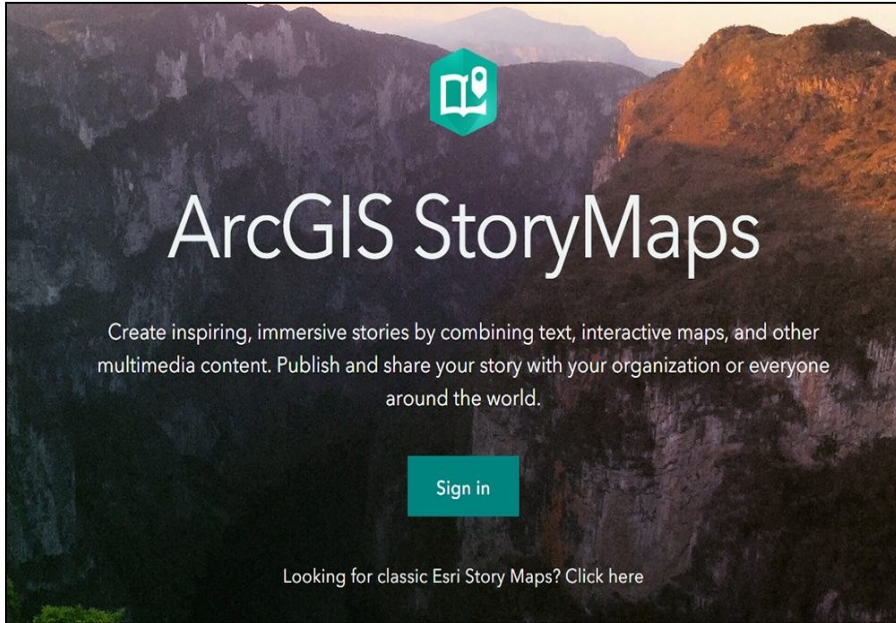 ArcGIS StoryMaps
Create inspiring, immersive stories by combining text, interactive maps, and other
multimedia content. Publish and share your story with your organization or everyone
around the world.
Sign in
Looking for classic Esri Story Maps? Click here